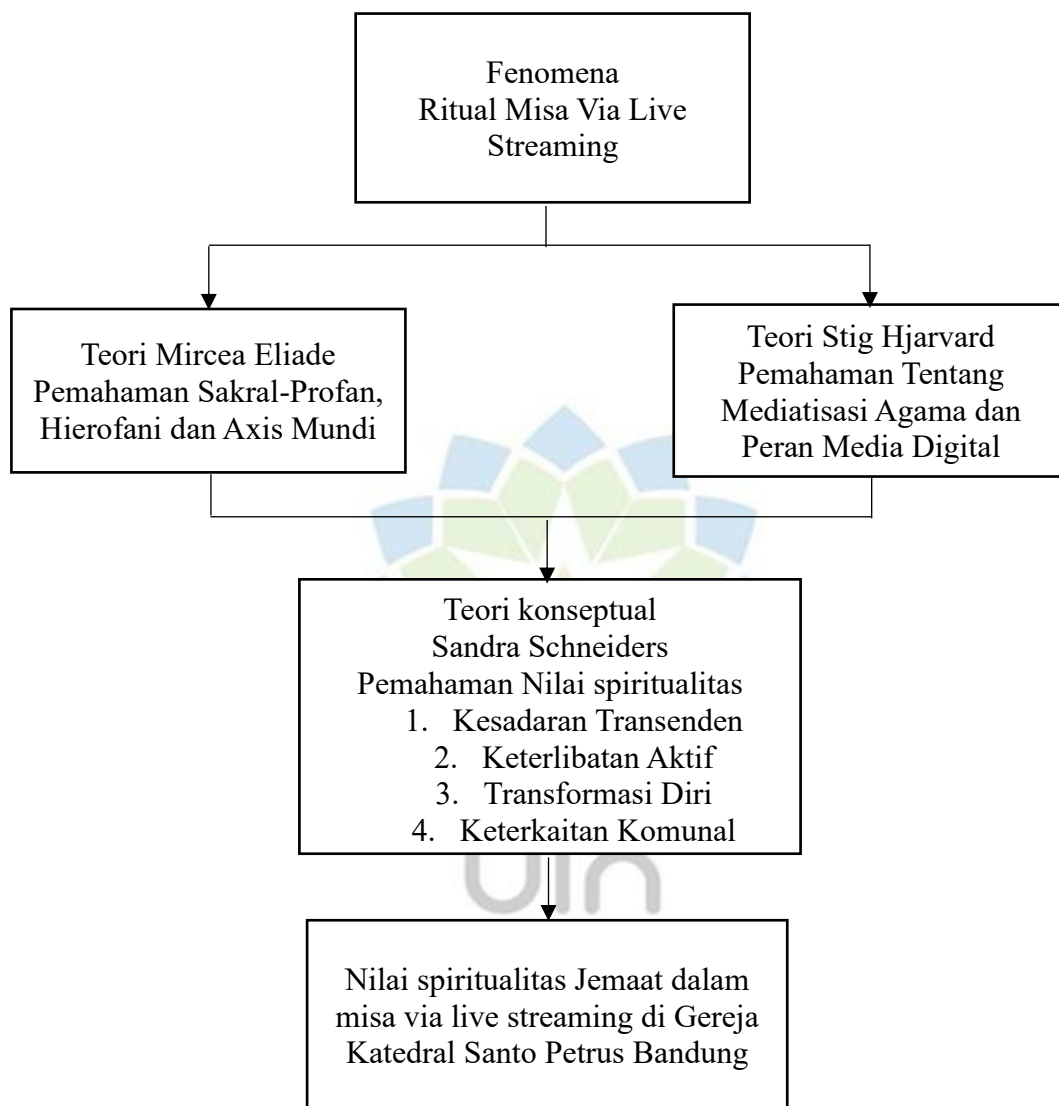 Fenomena
Ritual Misa Via Live
Streaming
Teori Mircea Eliade
Pemahaman Sakral-Profan,
Hierofani dan Axis Mundi
Teori Stig Hjarvard
Pemahaman Tentang
Mediatisasi Agama dan
Peran Media Digital
Teori konseptual
Sandra Schneiders
Pemahaman Nilai spiritualitas
1. Kesadaran Transenden
2. Keterlibatan Aktif
3. Transformasi Diri
4. Keterkaitan Komunal
uin
Nilai spiritualitas Jemaat dalam
misa via live streaming di Gereja
Katedral Santo Petrus Bandung